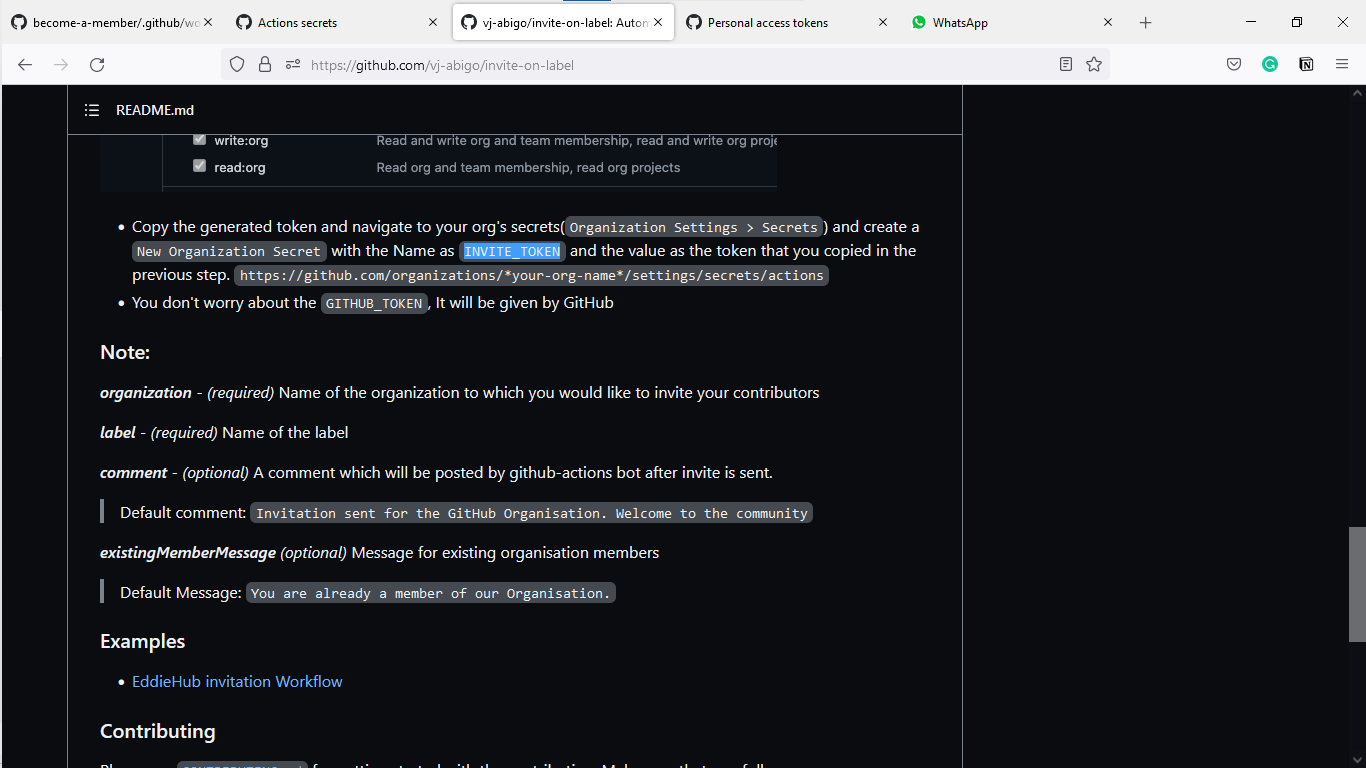 become-a-member/.github/wo
Actions secrets
vj-abigo/invite-on-label: Autom
Personal access tokens
WhatsApp
https://github.com/vj-abigo/invite-on-label
README.md
write:org Read and write org and team membership, read and write org proje
read:org Read org and team membership, read org projects
• Copy the generated token and navigate to your org's secrets(Organization Settings > Secrets) and create a
New Organization Secret with the Name as INVITE_TOKEN and the value as the token that you copied in the
previous step. https://github.com/organizations/*your-org-name*/settings/secrets/actions
• You don't worry about the GITHUB_TOKEN, It will be given by GitHub
Note:
organization - (required) Name of the organization to which you would like to invite your contributors
label - (required) Name of the label
comment - (optional) A comment which will be posted by github-actions bot after invite is sent.
Default comment: Invitation sent for the GitHub Organisation. Welcome to the community
existingMemberMessage (optional) Message for existing organisation members
Default Message: You are already a member of our Organisation.
Examples
• EddieHub invitation Workflow
Contributing